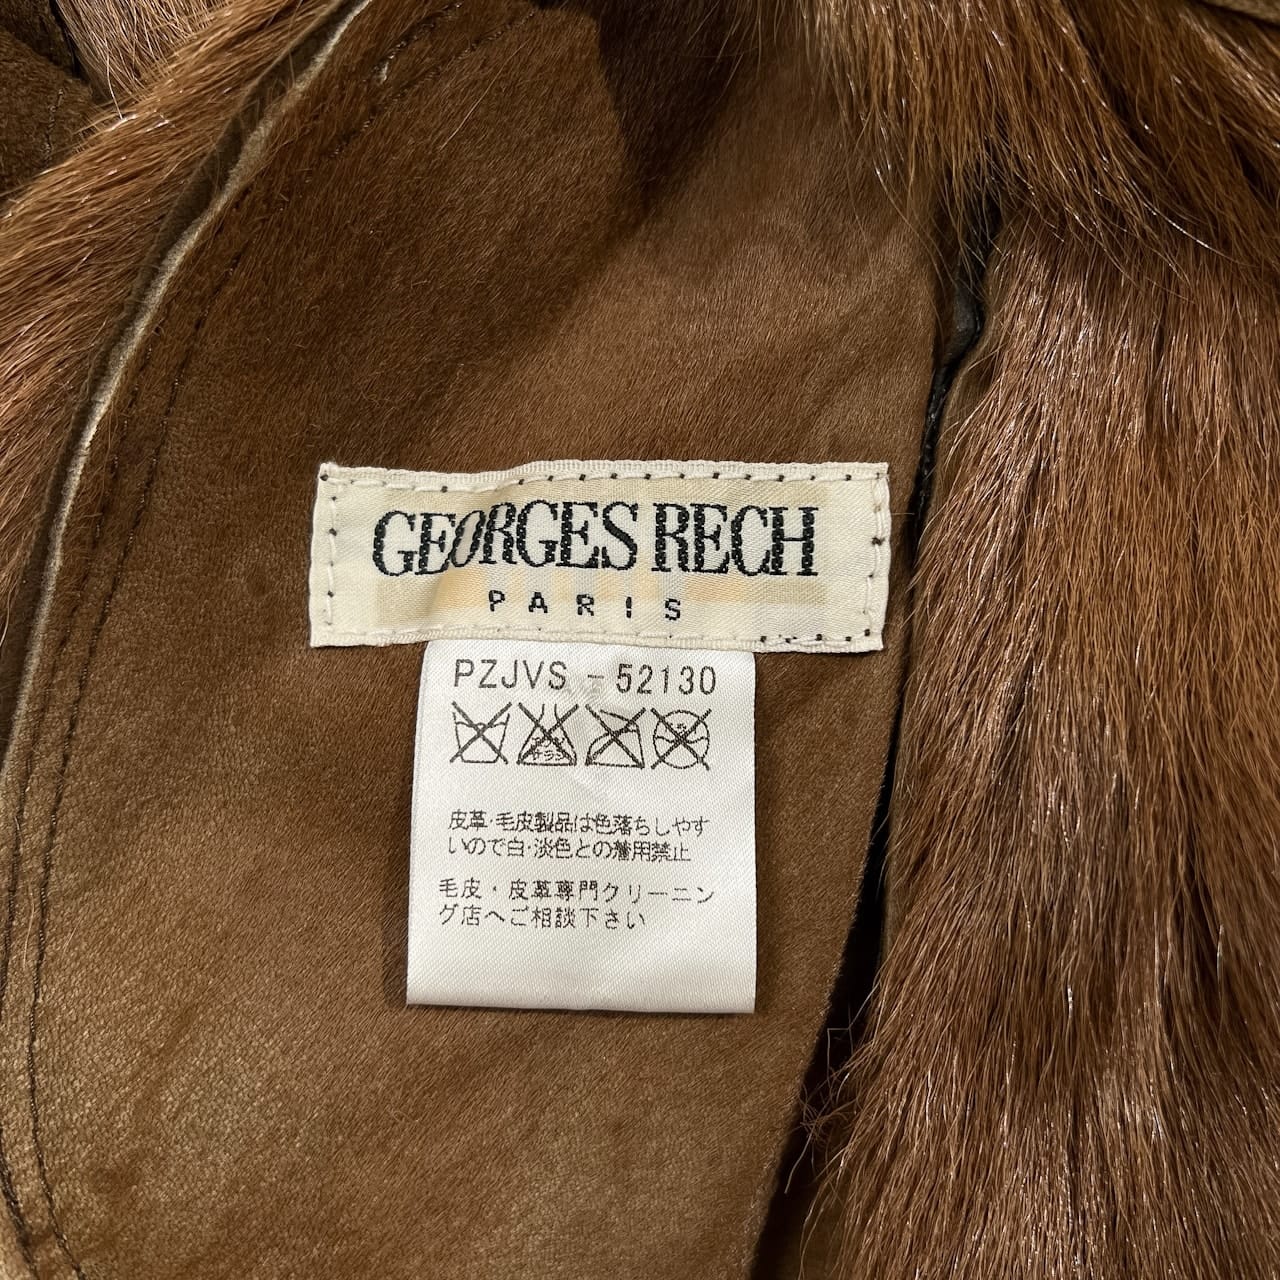 GEORGES RECH
PARIS
PZJVS - 52130
皮革・毛皮製品は色落ちしやす
いので白・淡色との着用禁止
毛皮・皮革専門クリーニン
グ店へご相談下さい